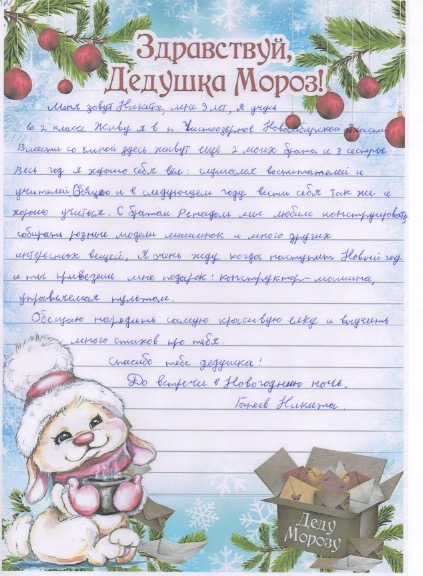 Здравствуй,
Дедушка Мороз!
Меня зовут Никита, мне 9 лет, я учусь
во 2 классе. Живу я в п. Чистоозёрное Новосибирской области.
Вместе со мной здесь живут ещё 2 моих брата и 3 сестры.
Весь год я хорошо себя вёл: слушался воспитателей и
учителей. Обещаю и в следующем году вести себя так же и
хорошо учиться. С братом мы любим конструировать,
собирать разные модели машинок и много других
интересных вещей. Я очень жду когда наступит Новый год
и ты привезешь мне подарок: конструктор-машина,
управляемая пультом.
Обещаю нарядить самую красивую елку и выучить
много стихов про тебя.
Спасибо тебе дедушка!
До встречи в Новогоднюю ночь.
Никита.
Деду
Морозу